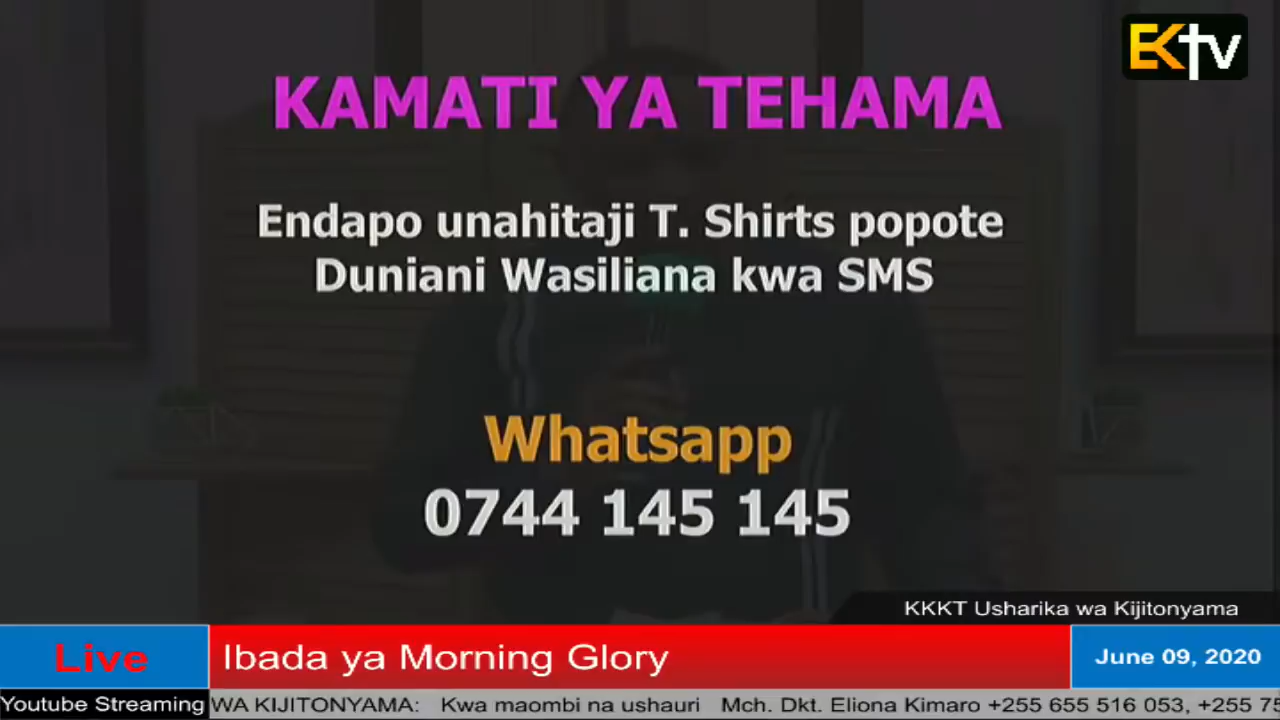 EKTV
KAMATI YA TEHAMA
Endapo unahitaji T. Shirts popote
Duniani Wasiliana kwa SMS
Whatsapp
0744 145 145
KKKT Usharika wa Kijitonyama
Live
Ibada ya Morning Glory
June 09, 2020
Youtube Streaming
WA KIJITONYAMA: Kwa maombi na ushauri Mch. Dkt. Eliona Kimaro +255 655 516 053, +255 75